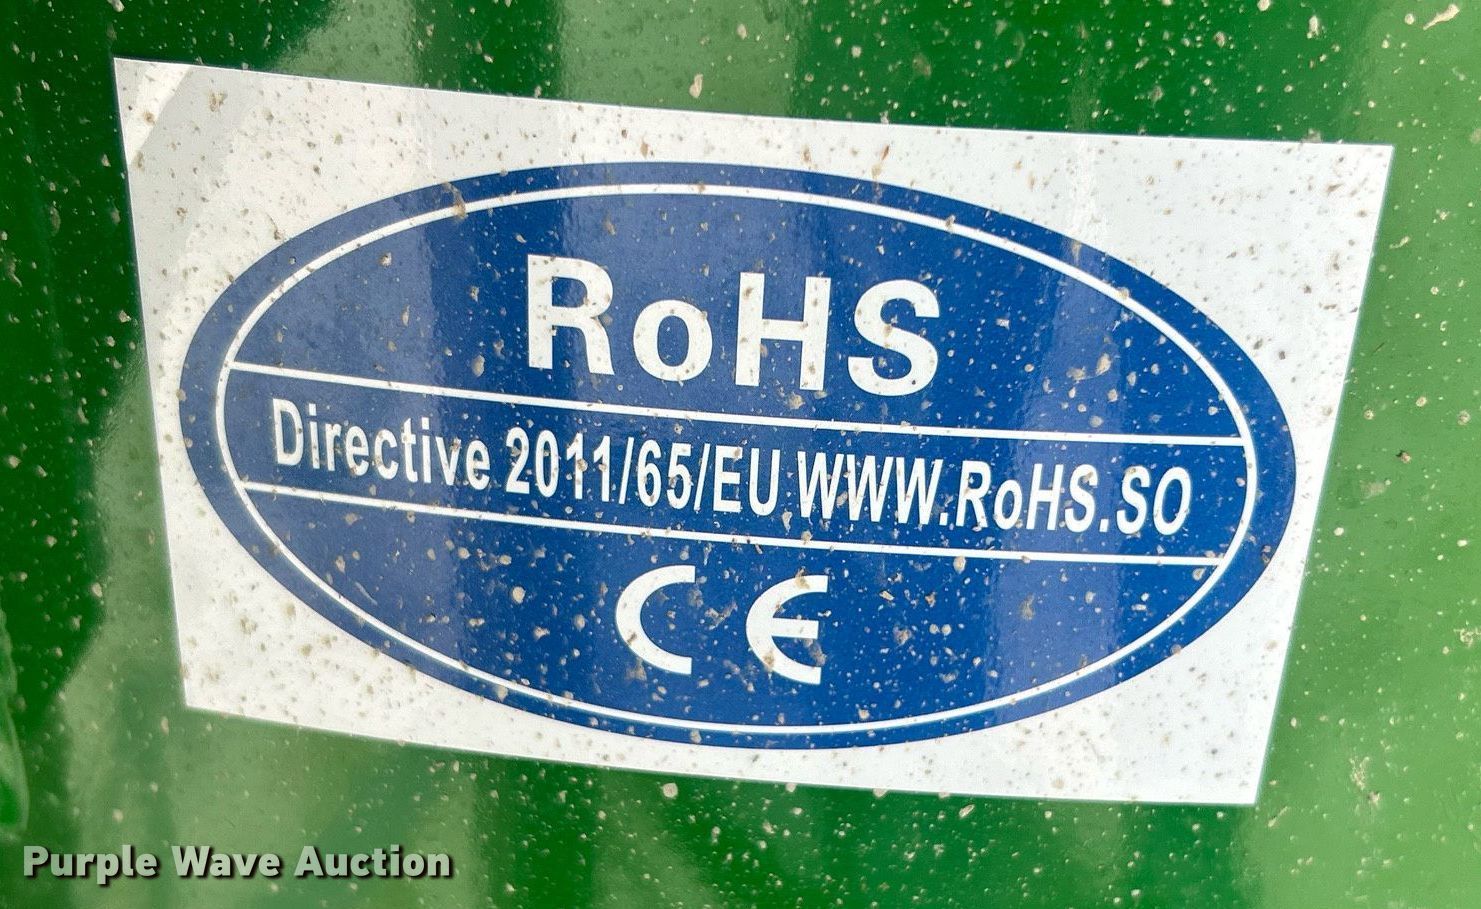 RoHS
Directive 2011/65/EU WWW.RoHS.SO
CE
Purple Wave Auction